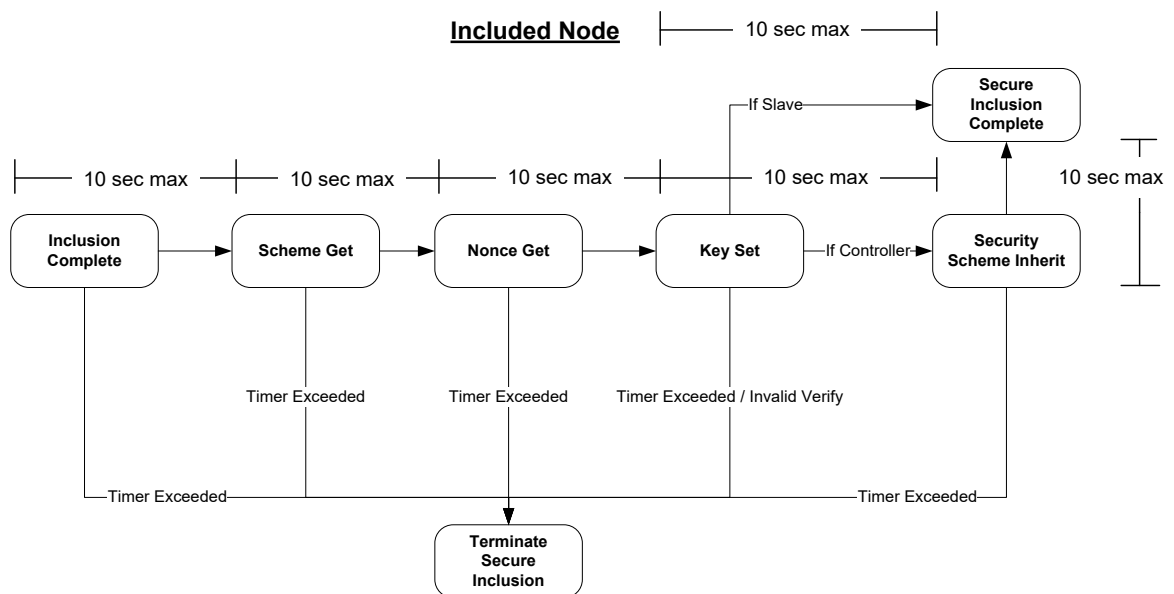 Included Node
10 sec max
Secure
Inclusion
Complete
If Slave
10 sec max
10 sec max
10 sec max
10 sec max
10 sec max
Inclusion
Complete
Scheme Get
Nonce Get
Key Set
If Controller
Security
Scheme Inherit
Timer Exceeded
Timer Exceeded
Timer Exceeded / Invalid Verify
Timer Exceeded
Timer Exceeded
Terminate
Secure
Inclusion